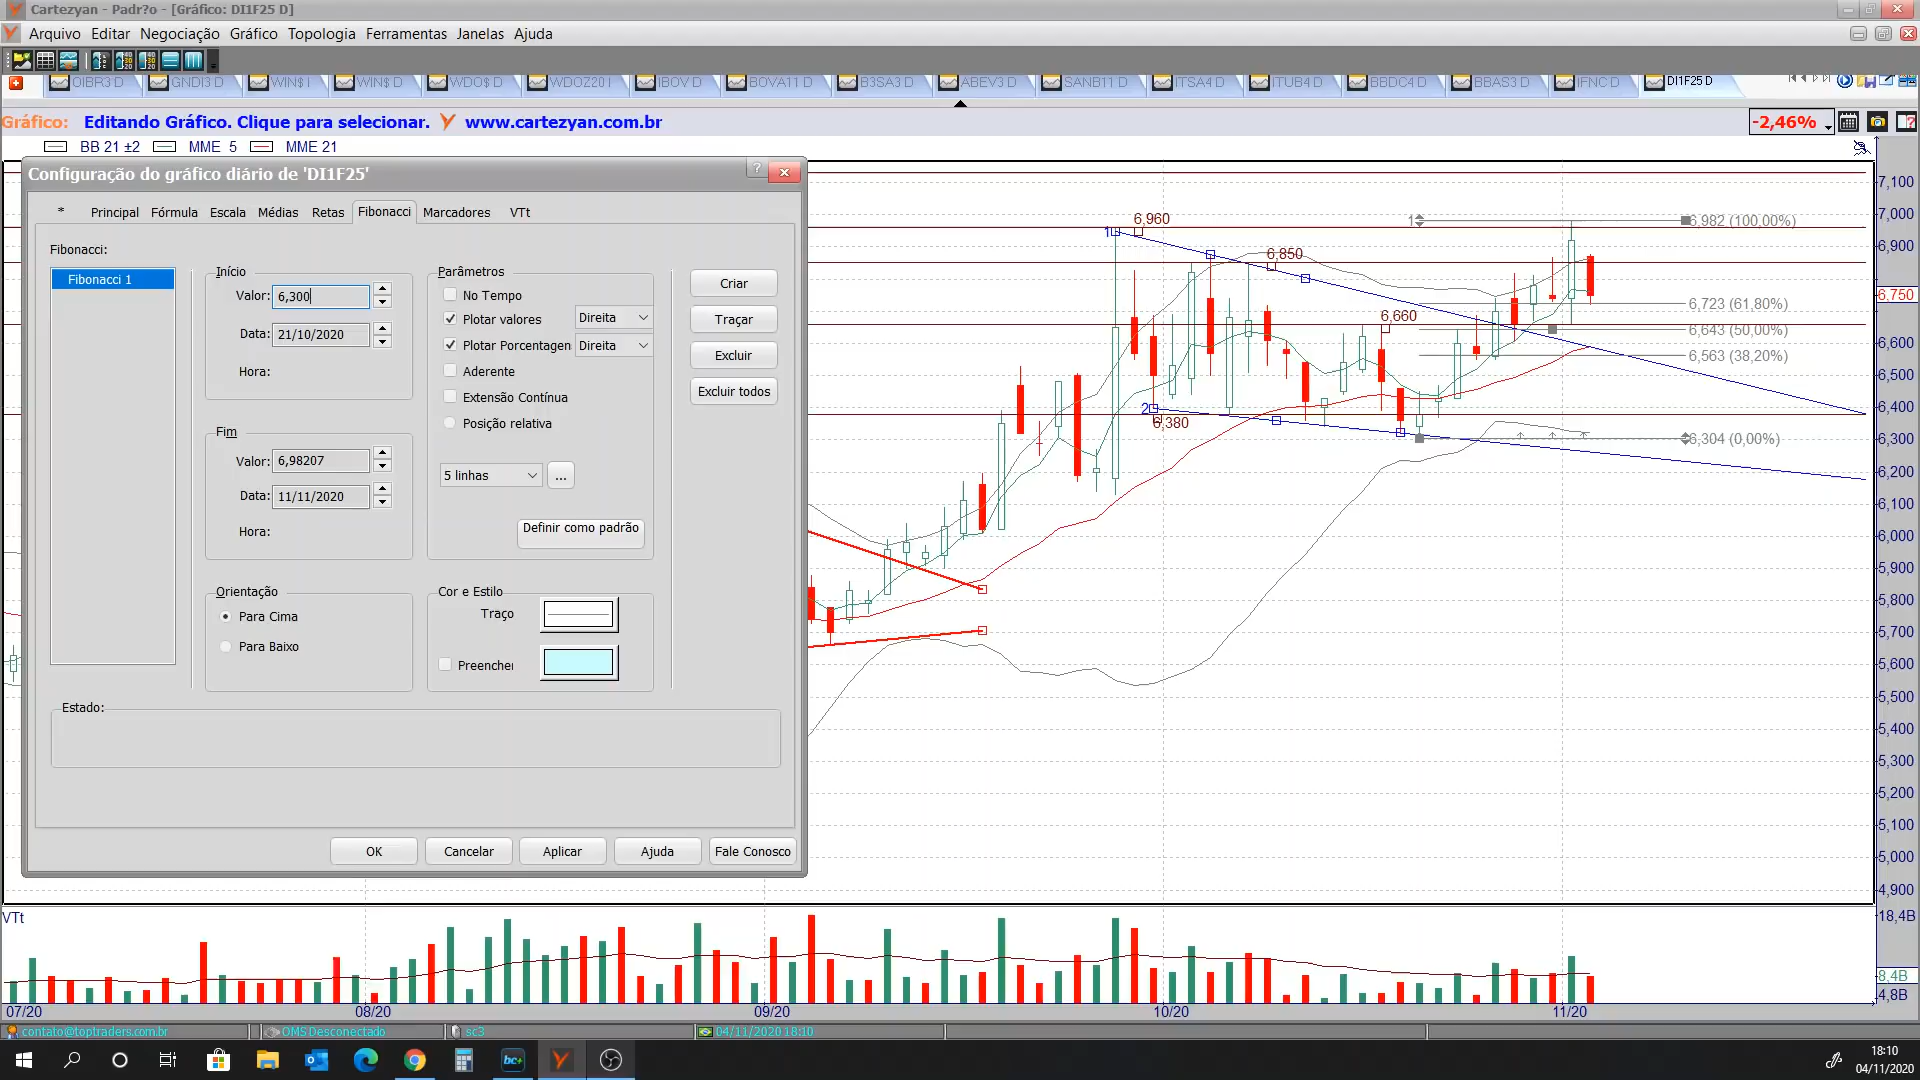 Cartezyan - Padr?o - [Gráfico: DI1F25 D]
Arquivo Editar Negociação Gráfico Topologia Ferramentas Janelas Ajuda
OIBR3 D GNDI3 D WIN$ I WIN$ D WDO$ D WDOZ20 I IBOV D BOVA11 D B3SA3 D ABEV3 D SANB11 D ITSA4 D ITUB4 D BBDC4 D BBAS3 D IFNC D DI1F25 D
Gráfico: Editando Gráfico. Clique para selecionar. www.cartezyan.com.br
-2,46%
BB 21 ±2 MME 5 MME 21
Configuração do gráfico diário de 'DI1F25'
* Principal Fórmula Escala Médias Retas Fibonacci Marcadores VTt
Fibonacci:
Fibonacci 1
Início
Valor: 6,300
Data: 21/10/2020
Hora:
Fim
Valor: 6,98207
Data: 11/11/2020
Hora:
Orientação
Para Cima
Para Baixo
Parâmetros
No Tempo
Plotar valores Direita
Plotar Porcentagen Direita
Aderente
Extensão Contínua
Posição relativa
5 linhas ...
Definir como padrão
Cor e Estilo
Traço
Preencher
Criar
Traçar
Excluir
Excluir todos
Estado:
OK Cancelar Aplicar Ajuda Fale Conosco
1
6,960
6,850
6,660
2
6,380
1
6,982 (100,00%)
6,723 (61,80%)
6,643 (50,00%)
6,563 (38,20%)
6,304 (0,00%)
7,100
7,000
6,900
6,750
6,600
6,500
6,400
6,300
6,200
6,100
6,000
5,900
5,800
5,700
5,600
5,500
5,400
5,300
5,200
5,100
5,000
4,900
VTt
18,4B
8,4B
4,8B
07/20 08/20 09/20 10/20 11/20
contato@toptraders.com.br OMS Desconectado sc3 04/11/2020 18:10
bc+
18:10
04/11/2020